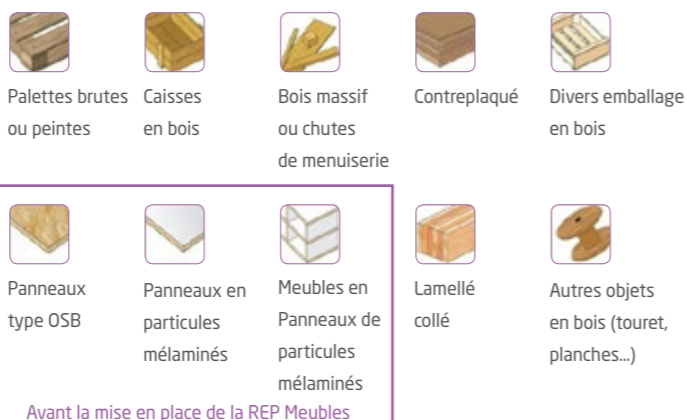 Palettes brutes
ou peintes
Caisses
en bois
Bois massif
ou chutes
de menuiserie
Contreplaqué
Divers emballage
en bois
Panneaux
type OSB
Panneaux en
particules
mélaminés
Meubles en
Panneaux de
particules
mélaminés
Lamellé
collé
Autres objets
en bois (touret,
planches...)
Avant la mise en place de la REP Meubles